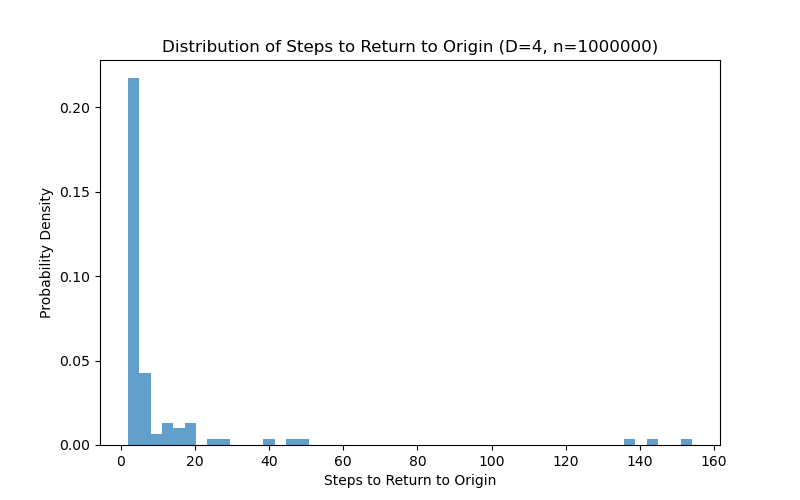 Distribution of Steps to Return to Origin (D=4, n=1000000)
Probability Density
0.20
0.15
0.10
0.05
0.00
0 20 40 60 80 100 120 140 160
Steps to Return to Origin